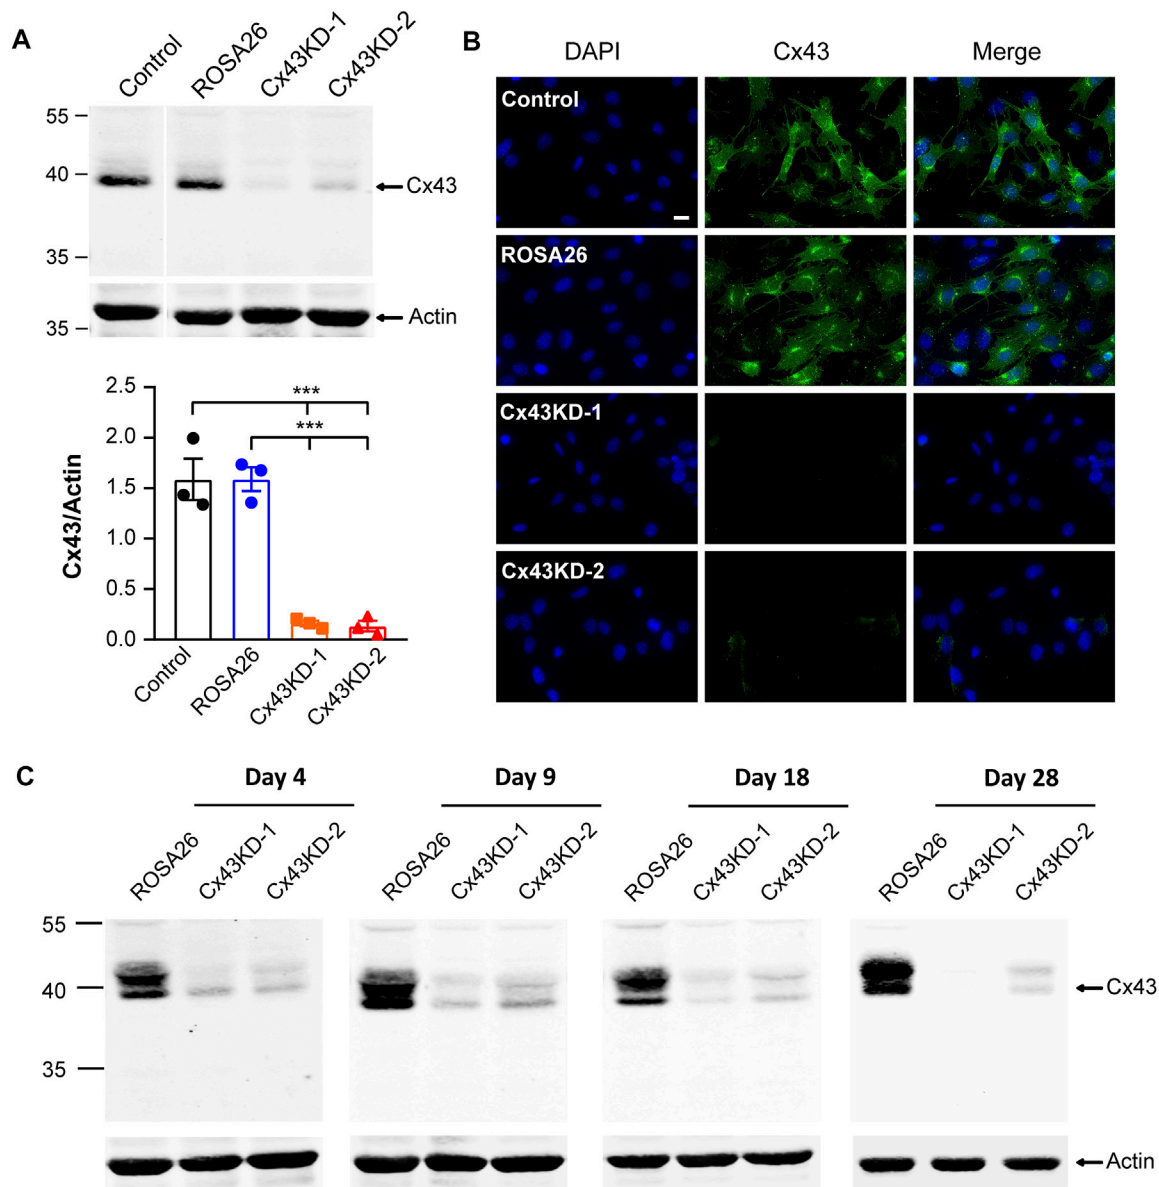 A
Control
ROSA26
Cx43KD-1
Cx43KD-2
55
40
Cx43
35
Actin
35
2.5
2.0
1.5
1.0
0.5
0.0
Cx43/Actin
***
***
Control
ROSA26
Cx43KD-1
Cx43KD-2
B
DAPI Cx43 Merge
Control
ROSA26
Cx43KD-1
Cx43KD-2
C
Day 4 Day 9 Day 18 Day 28
ROSA26 Cx43KD-1 Cx43KD-2 ROSA26 Cx43KD-1 Cx43KD-2 ROSA26 Cx43KD-1 Cx43KD-2 ROSA26 Cx43KD-1 Cx43KD-2
55
40
Cx43
35
Actin